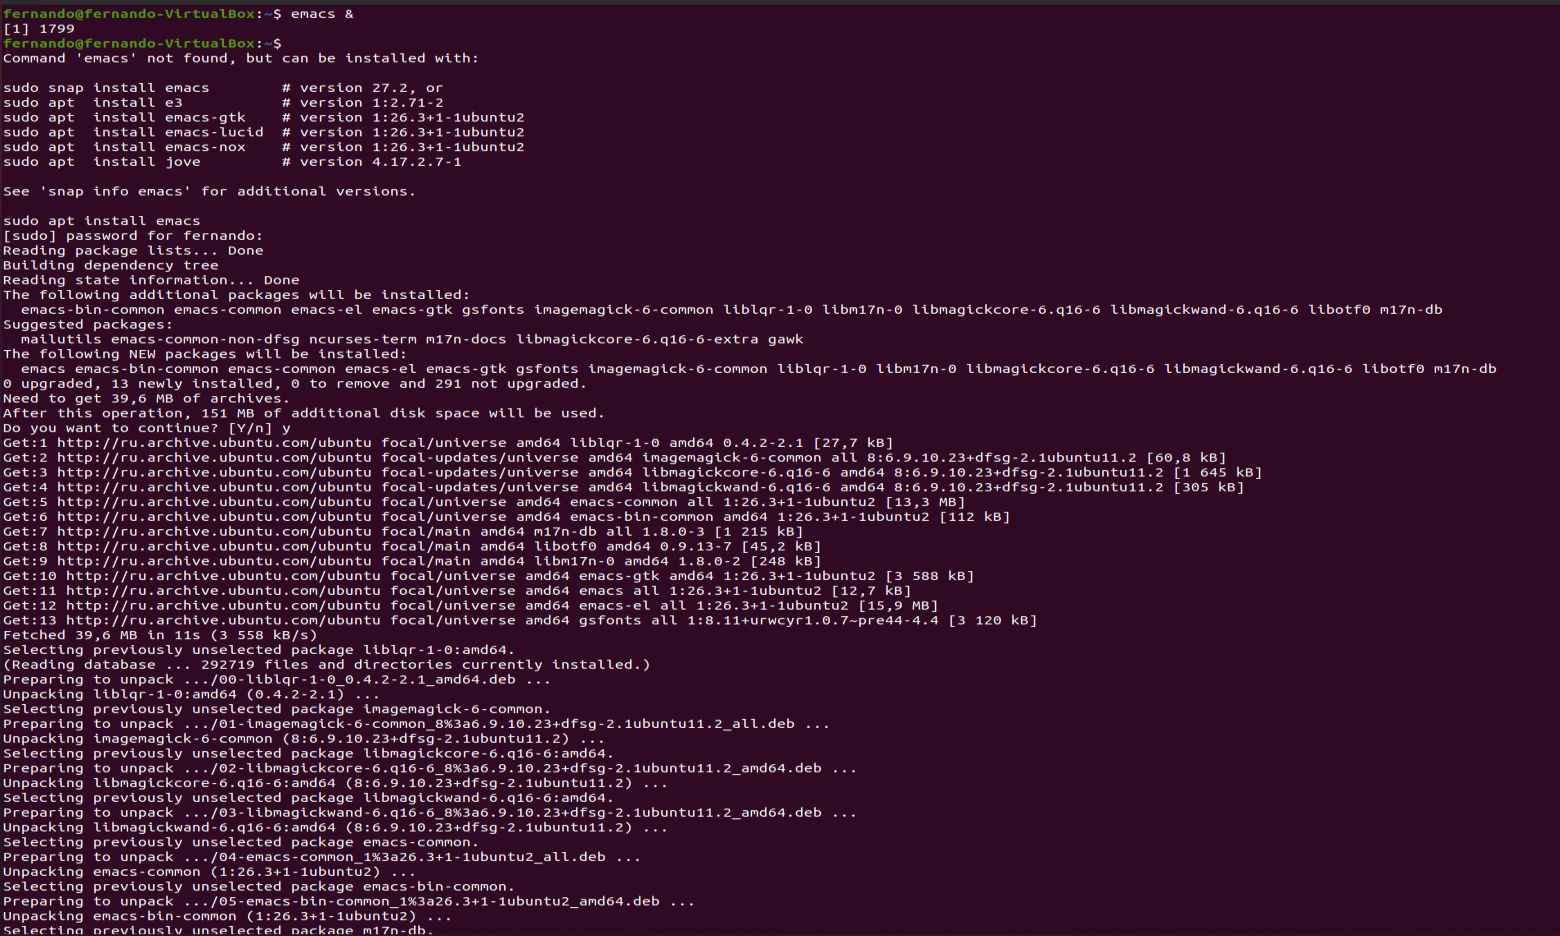 fernando@fernando-VirtualBox:~$ emacs &
[1] 1799
fernando@fernando-VirtualBox:~$
Command 'emacs' not found, but can be installed with:
sudo snap install emacs        # version 27.2, or
sudo apt  install e3           # version 1:2.71-2
sudo apt  install emacs-gtk    # version 1:26.3+1-1ubuntu2
sudo apt  install emacs-lucid  # version 1:26.3+1-1ubuntu2
sudo apt  install emacs-nox    # version 1:26.3+1-1ubuntu2
sudo apt  install jove         # version 4.17.2.7-1
See 'snap info emacs' for additional versions.
sudo apt install emacs
[sudo] password for fernando:
Reading package lists... Done
Building dependency tree
Reading state information... Done
The following additional packages will be installed:
  emacs-bin-common emacs-common emacs-el emacs-gtk gsfonts imagemagick-6-common liblqr-1-0 libm17n-0 libmagickcore-6.q16-6 libmagickwand-6.q16-6 libotf0 m17n-db
Suggested packages:
  mailutils emacs-common-non-dfsg ncurses-term m17n-docs libmagickcore-6.q16-6-extra gawk
The following NEW packages will be installed:
  emacs emacs-bin-common emacs-common emacs-el emacs-gtk gsfonts imagemagick-6-common liblqr-1-0 libm17n-0 libmagickcore-6.q16-6 libmagickwand-6.q16-6 libotf0 m17n-db
0 upgraded, 13 newly installed, 0 to remove and 291 not upgraded.
Need to get 39,6 MB of archives.
After this operation, 151 MB of additional disk space will be used.
Do you want to continue? [Y/n] y
Get:1 http://ru.archive.ubuntu.com/ubuntu focal/universe amd64 liblqr-1-0 amd64 0.4.2-2.1 [27,7 kB]
Get:2 http://ru.archive.ubuntu.com/ubuntu focal-updates/universe amd64 imagemagick-6-common all 8:6.9.10.23+dfsg-2.1ubuntu11.2 [60,8 kB]
Get:3 http://ru.archive.ubuntu.com/ubuntu focal-updates/universe amd64 libmagickcore-6.q16-6 amd64 8:6.9.10.23+dfsg-2.1ubuntu11.2 [1 645 kB]
Get:4 http://ru.archive.ubuntu.com/ubuntu focal-updates/universe amd64 libmagickwand-6.q16-6 amd64 8:6.9.10.23+dfsg-2.1ubuntu11.2 [305 kB]
Get:5 http://ru.archive.ubuntu.com/ubuntu focal/universe amd64 emacs-common all 1:26.3+1-1ubuntu2 [13,3 MB]
Get:6 http://ru.archive.ubuntu.com/ubuntu focal/universe amd64 emacs-bin-common amd64 1:26.3+1-1ubuntu2 [112 kB]
Get:7 http://ru.archive.ubuntu.com/ubuntu focal/main amd64 m17n-db all 1.8.0-3 [1 215 kB]
Get:8 http://ru.archive.ubuntu.com/ubuntu focal/main amd64 libotf0 amd64 0.9.13-7 [45,2 kB]
Get:9 http://ru.archive.ubuntu.com/ubuntu focal/main amd64 libm17n-0 amd64 1.8.0-2 [248 kB]
Get:10 http://ru.archive.ubuntu.com/ubuntu focal/universe amd64 emacs-gtk amd64 1:26.3+1-1ubuntu2 [3 588 kB]
Get:11 http://ru.archive.ubuntu.com/ubuntu focal/universe amd64 emacs all 1:26.3+1-1ubuntu2 [12,7 kB]
Get:12 http://ru.archive.ubuntu.com/ubuntu focal/universe amd64 emacs-el all 1:26.3+1-1ubuntu2 [15,9 MB]
Get:13 http://ru.archive.ubuntu.com/ubuntu focal/universe amd64 gsfonts all 1:8.11+urwcyr1.0.7~pre44-4.4 [3 120 kB]
Fetched 39,6 MB in 11s (3 558 kB/s)
Selecting previously unselected package liblqr-1-0:amd64.
(Reading database ... 292719 files and directories currently installed.)
Preparing to unpack .../00-liblqr-1-0_0.4.2-2.1_amd64.deb ...
Unpacking liblqr-1-0:amd64 (0.4.2-2.1) ...
Selecting previously unselected package imagemagick-6-common.
Preparing to unpack .../01-imagemagick-6-common_8%3a6.9.10.23+dfsg-2.1ubuntu11.2_all.deb ...
Unpacking imagemagick-6-common (8:6.9.10.23+dfsg-2.1ubuntu11.2) ...
Selecting previously unselected package libmagickcore-6.q16-6:amd64.
Preparing to unpack .../02-libmagickcore-6.q16-6_8%3a6.9.10.23+dfsg-2.1ubuntu11.2_amd64.deb ...
Unpacking libmagickcore-6.q16-6:amd64 (8:6.9.10.23+dfsg-2.1ubuntu11.2) ...
Selecting previously unselected package libmagickwand-6.q16-6:amd64.
Preparing to unpack .../03-libmagickwand-6.q16-6_8%3a6.9.10.23+dfsg-2.1ubuntu11.2_amd64.deb ...
Unpacking libmagickwand-6.q16-6:amd64 (8:6.9.10.23+dfsg-2.1ubuntu11.2) ...
Selecting previously unselected package emacs-common.
Preparing to unpack .../04-emacs-common_1%3a26.3+1-1ubuntu2_all.deb ...
Unpacking emacs-common (1:26.3+1-1ubuntu2) ...
Selecting previously unselected package emacs-bin-common.
Preparing to unpack .../05-emacs-bin-common_1%3a26.3+1-1ubuntu2_amd64.deb ...
Unpacking emacs-bin-common (1:26.3+1-1ubuntu2) ...
Selecting previously unselected package m17n-db.